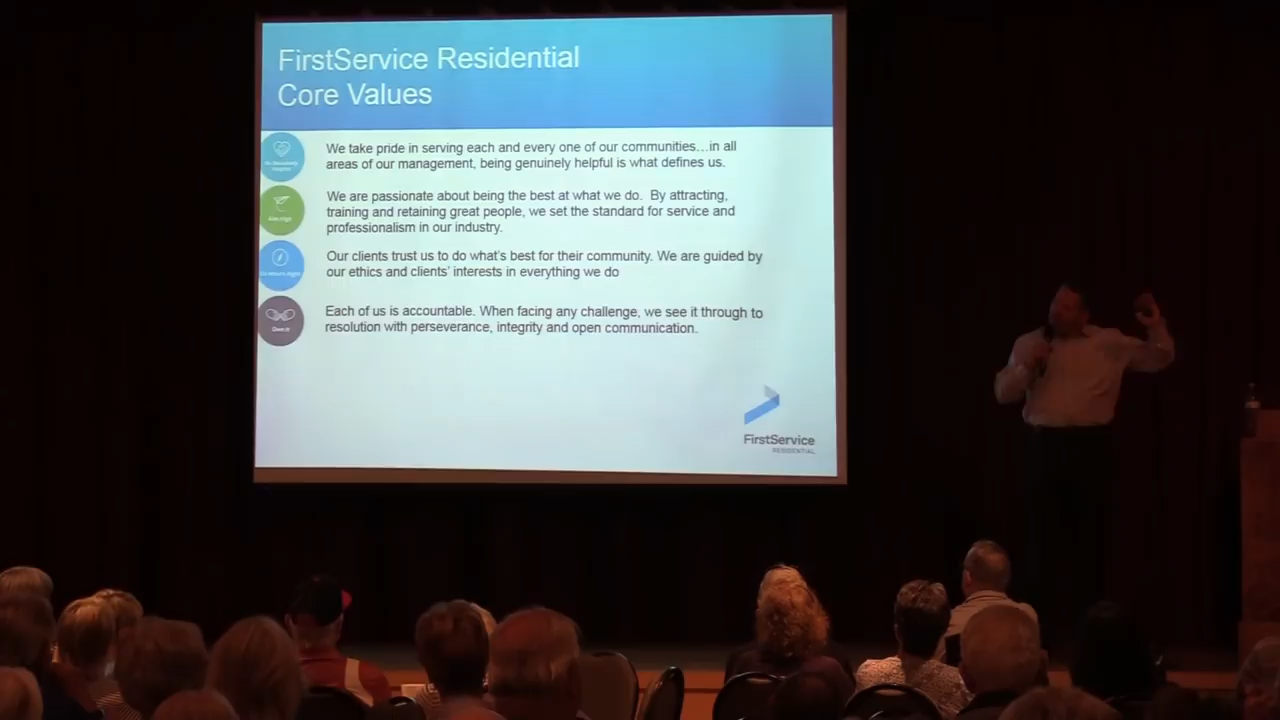 FirstService Residential
Core Values
We take pride in serving each and every one of our communities…in all
areas of our management, being genuinely helpful is what defines us.
We are passionate about being the best at what we do. By attracting,
training and retaining great people, we set the standard for service and
professionalism in our industry.
Our clients trust us to do what's best for their community. We are guided by
our ethics and clients' interests in everything we do
Each of us is accountable. When facing any challenge, we see it through to
Own it
resolution with perseverance, integrity and open communication.
FirstService
RESIDENTIAL